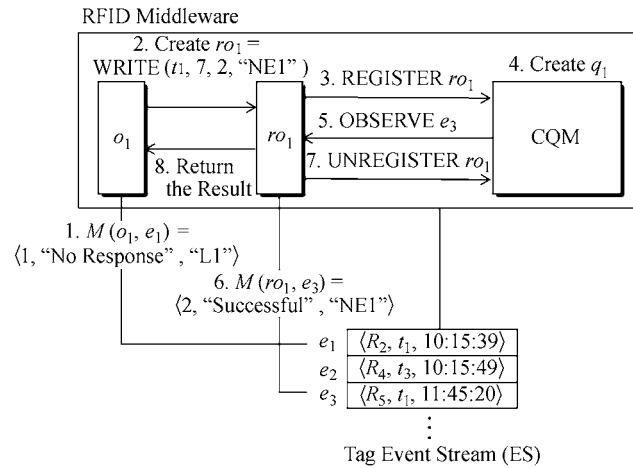 RFID Middleware
2. Create ro₁ =
WRITE (t₁, 7, 2, “NE1” )
3. REGISTER ro₁
4. Create q₁
5. OBSERVE e₃
o₁
ro₁
CQM
7. UNREGISTER ro₁
8. Return
the Result
1. M (o₁, e₁) =
⟨1, “No Response” , “L1”⟩
6. M (ro₁, e₃) =
⟨2, “Successful” , “NE1”⟩
e₁ ⟨R₂, t₁, 10:15:39⟩
e₂ ⟨R₄, t₃, 10:15:49⟩
e₃ ⟨R₅, t₁, 11:45:20⟩
Tag Event Stream (ES)